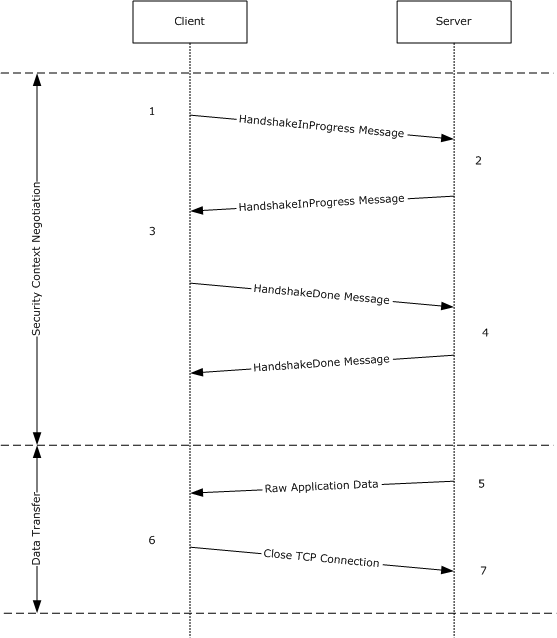 Client
Server
1
HandshakeInProgress Message
2
HandshakeInProgress Message
3
Security Context Negotiation
HandshakeDone Message
4
HandshakeDone Message
Raw Application Data
5
Data Transfer
6
Close TCP Connection
7